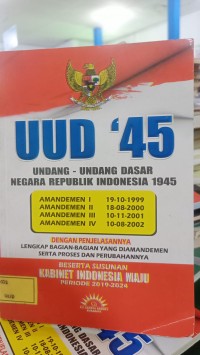 UUD '45
UNDANG - UNDANG DASAR
NEGARA REPUBLIK INDONESIA 1945
AMANDEMEN I 19-10-1999
AMANDEMEN II 18-08-2000
AMANDEMEN III 10-11-2001
AMANDEMEN IV 10-08-2002
DENGAN PENJELASANNYA
LENGKAP BAGIAN-BAGIAN YANG DIAMANDEMEN
SERTA PROSES DAN PERUBAHANNYA
BESERTA SUSUNAN
KABINET INDONESIA MAJU
PERIODE 2019-2024